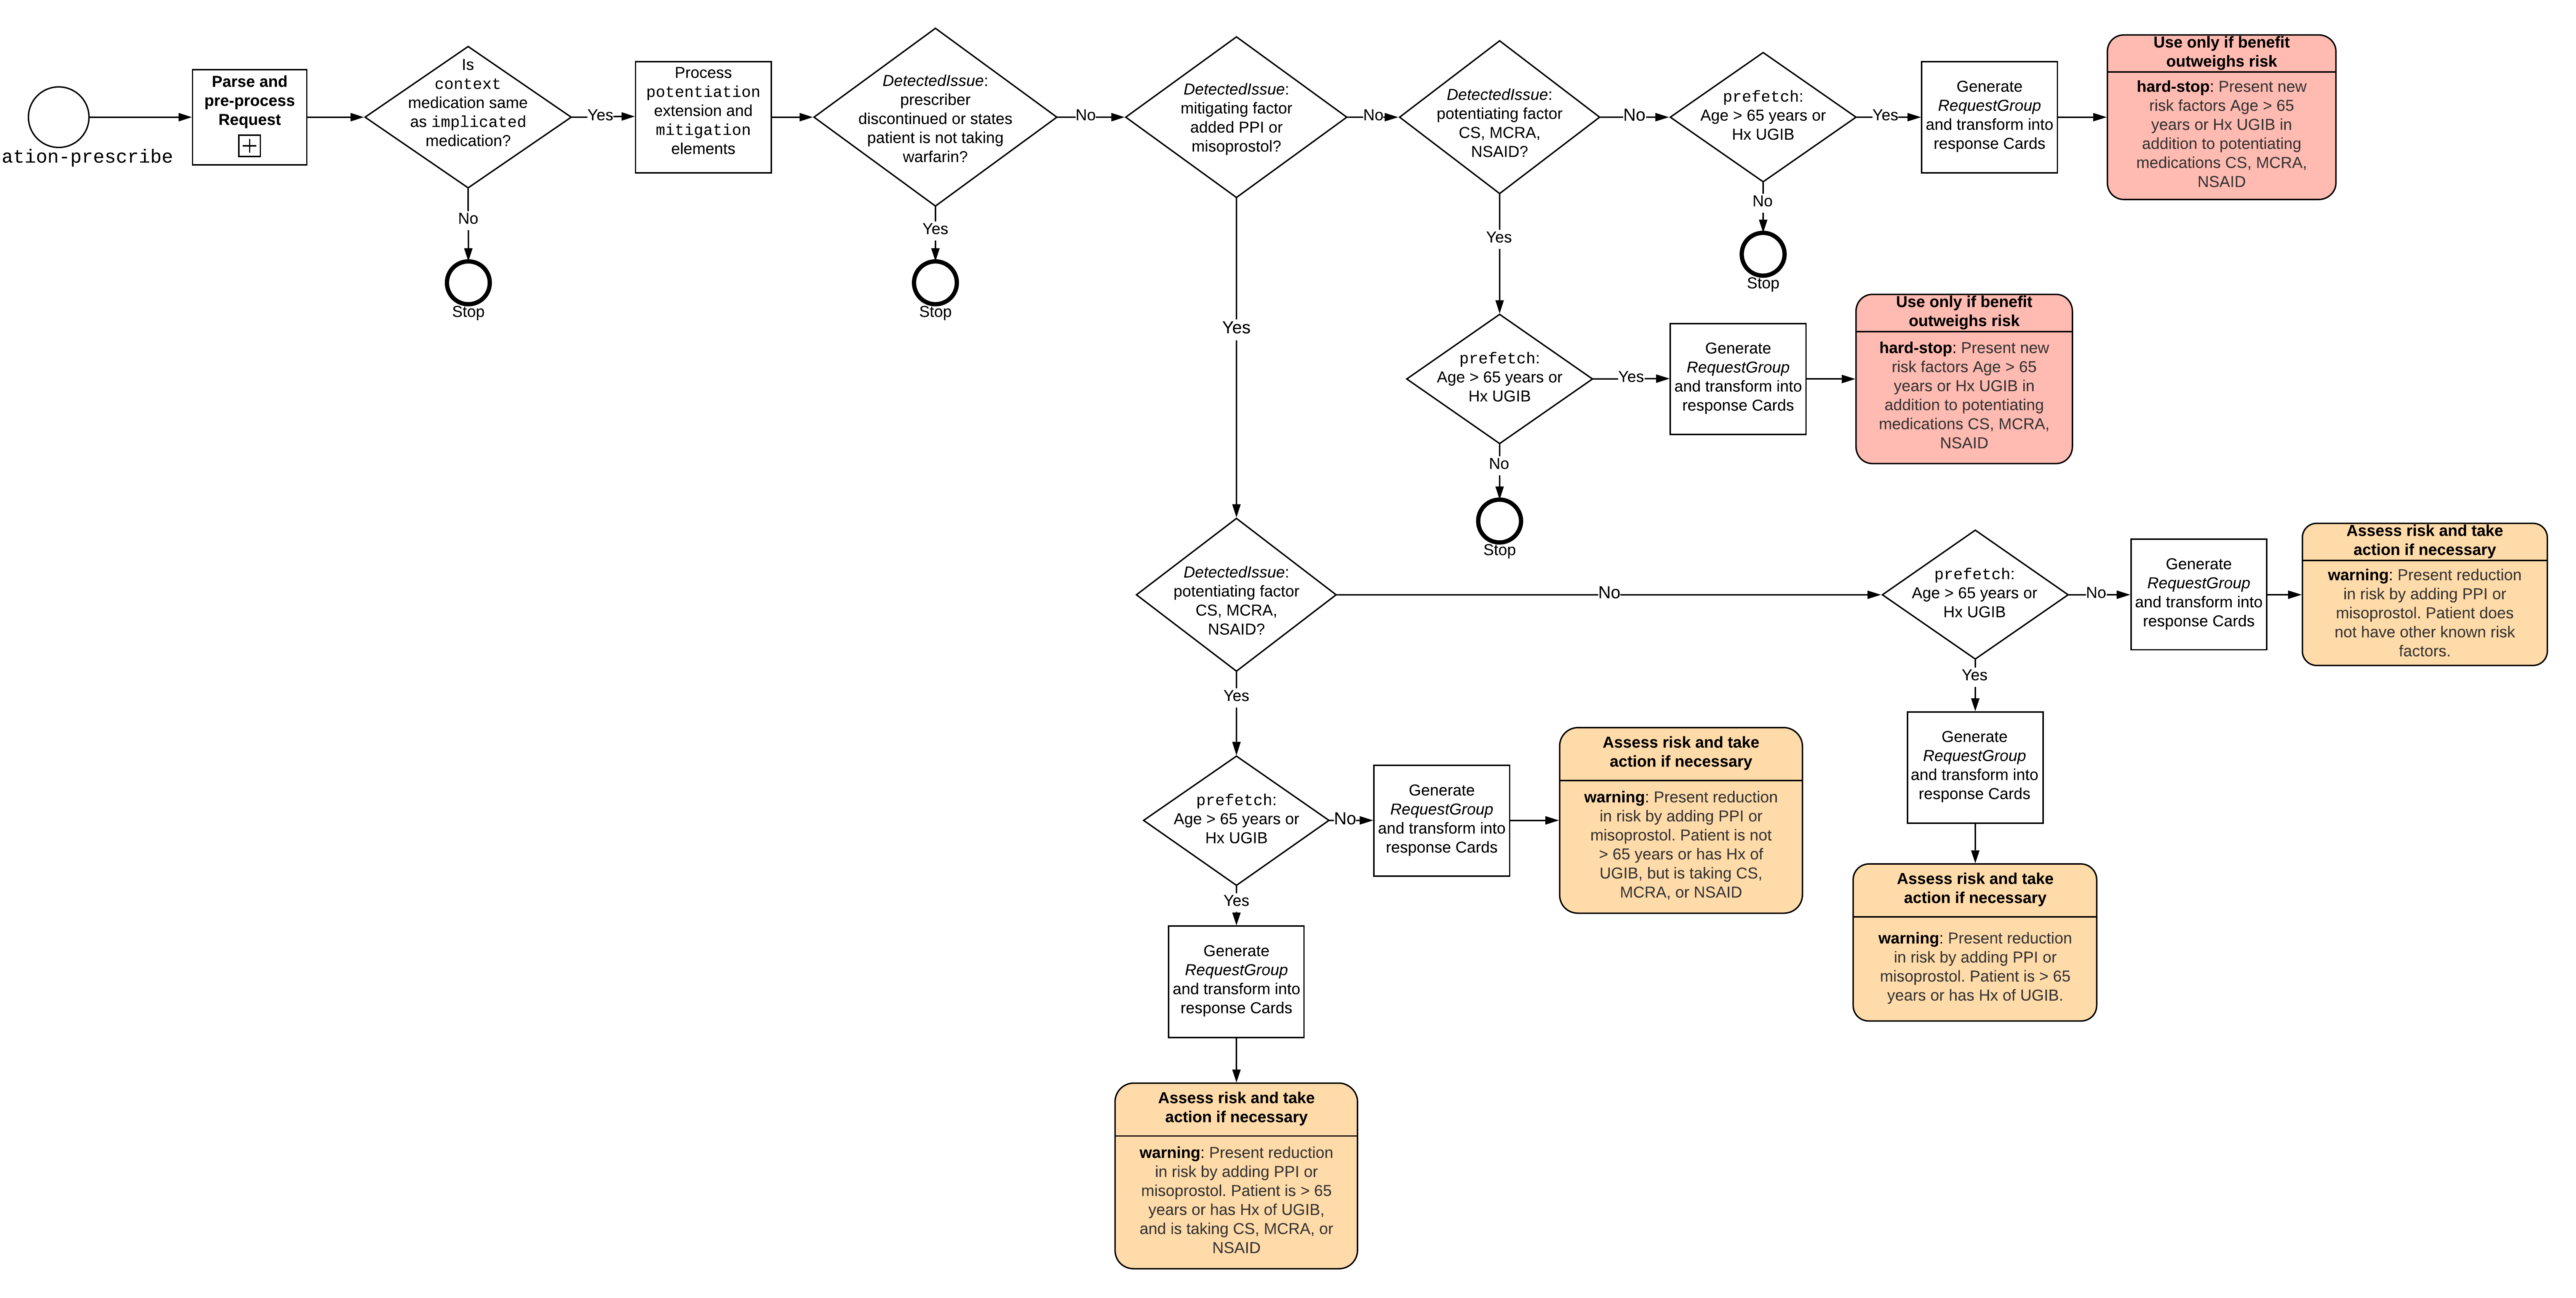 ation-prescribe
Parse and
pre-process
Request
Is
context
medication same
as implicated
medication?
No
Stop
Yes
Process
potentiation
extension and
mitigation
elements
DetectedIssue:
prescriber
discontinued or states
patient is not taking
warfarin?
Yes
Stop
No
DetectedIssue:
mitigating factor
added PPI or
misoprostol?
No
DetectedIssue:
potentiating factor
CS, MCRA,
NSAID?
No
prefetch:
Age > 65 years or
Hx UGIB
No
Stop
Yes
Generate
RequestGroup
and transform into
response Cards
Use only if benefit
outweighs risk
hard-stop: Present new
risk factors Age > 65
years or Hx UGIB in
addition to potentiating
medications CS, MCRA,
NSAID
Yes
prefetch:
Age > 65 years or
Hx UGIB
No
Stop
Yes
Generate
RequestGroup
and transform into
response Cards
Use only if benefit
outweighs risk
hard-stop: Present new
risk factors Age > 65
years or Hx UGIB in
addition to potentiating
medications CS, MCRA,
NSAID
Yes
DetectedIssue:
potentiating factor
CS, MCRA,
NSAID?
No
prefetch:
Age > 65 years or
Hx UGIB
No
Generate
RequestGroup
and transform into
response Cards
Assess risk and take
action if necessary
warning: Present reduction
in risk by adding PPI or
misoprostol. Patient does
not have other known risk
factors.
Yes
Generate
RequestGroup
and transform into
response Cards
Assess risk and take
action if necessary
warning: Present reduction
in risk by adding PPI or
misoprostol. Patient is > 65
years or has Hx of UGIB.
Yes
prefetch:
Age > 65 years or
Hx UGIB
No
Generate
RequestGroup
and transform into
response Cards
Assess risk and take
action if necessary
warning: Present reduction
in risk by adding PPI or
misoprostol. Patient is not
> 65 years or has Hx of
UGIB, but is taking CS,
MCRA, or NSAID
Yes
Generate
RequestGroup
and transform into
response Cards
Assess risk and take
action if necessary
warning: Present reduction
in risk by adding PPI or
misoprostol. Patient is > 65
years or has Hx of UGIB,
and is taking CS, MCRA, or
NSAID